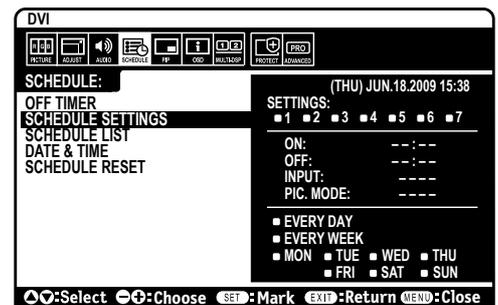 DVI
RGB
PICTURE ADJUST AUDIO SCHEDULE PIP OSD MULTI-DSP PROTECT ADVANCED
i 1 2 PRO
SCHEDULE:
OFF TIMER
SCHEDULE SETTINGS
SCHEDULE LIST
DATE & TIME
SCHEDULE RESET
(THU) JUN.18.2009 15:38
SETTINGS:
1 2 3 4 5 6 7
ON: --:--
OFF: --:--
INPUT: ----
PIC. MODE: ----
EVERY DAY
EVERY WEEK
MON TUE WED THU
FRI SAT SUN
:Select :Choose SET :Mark EXIT :Return MENU :Close